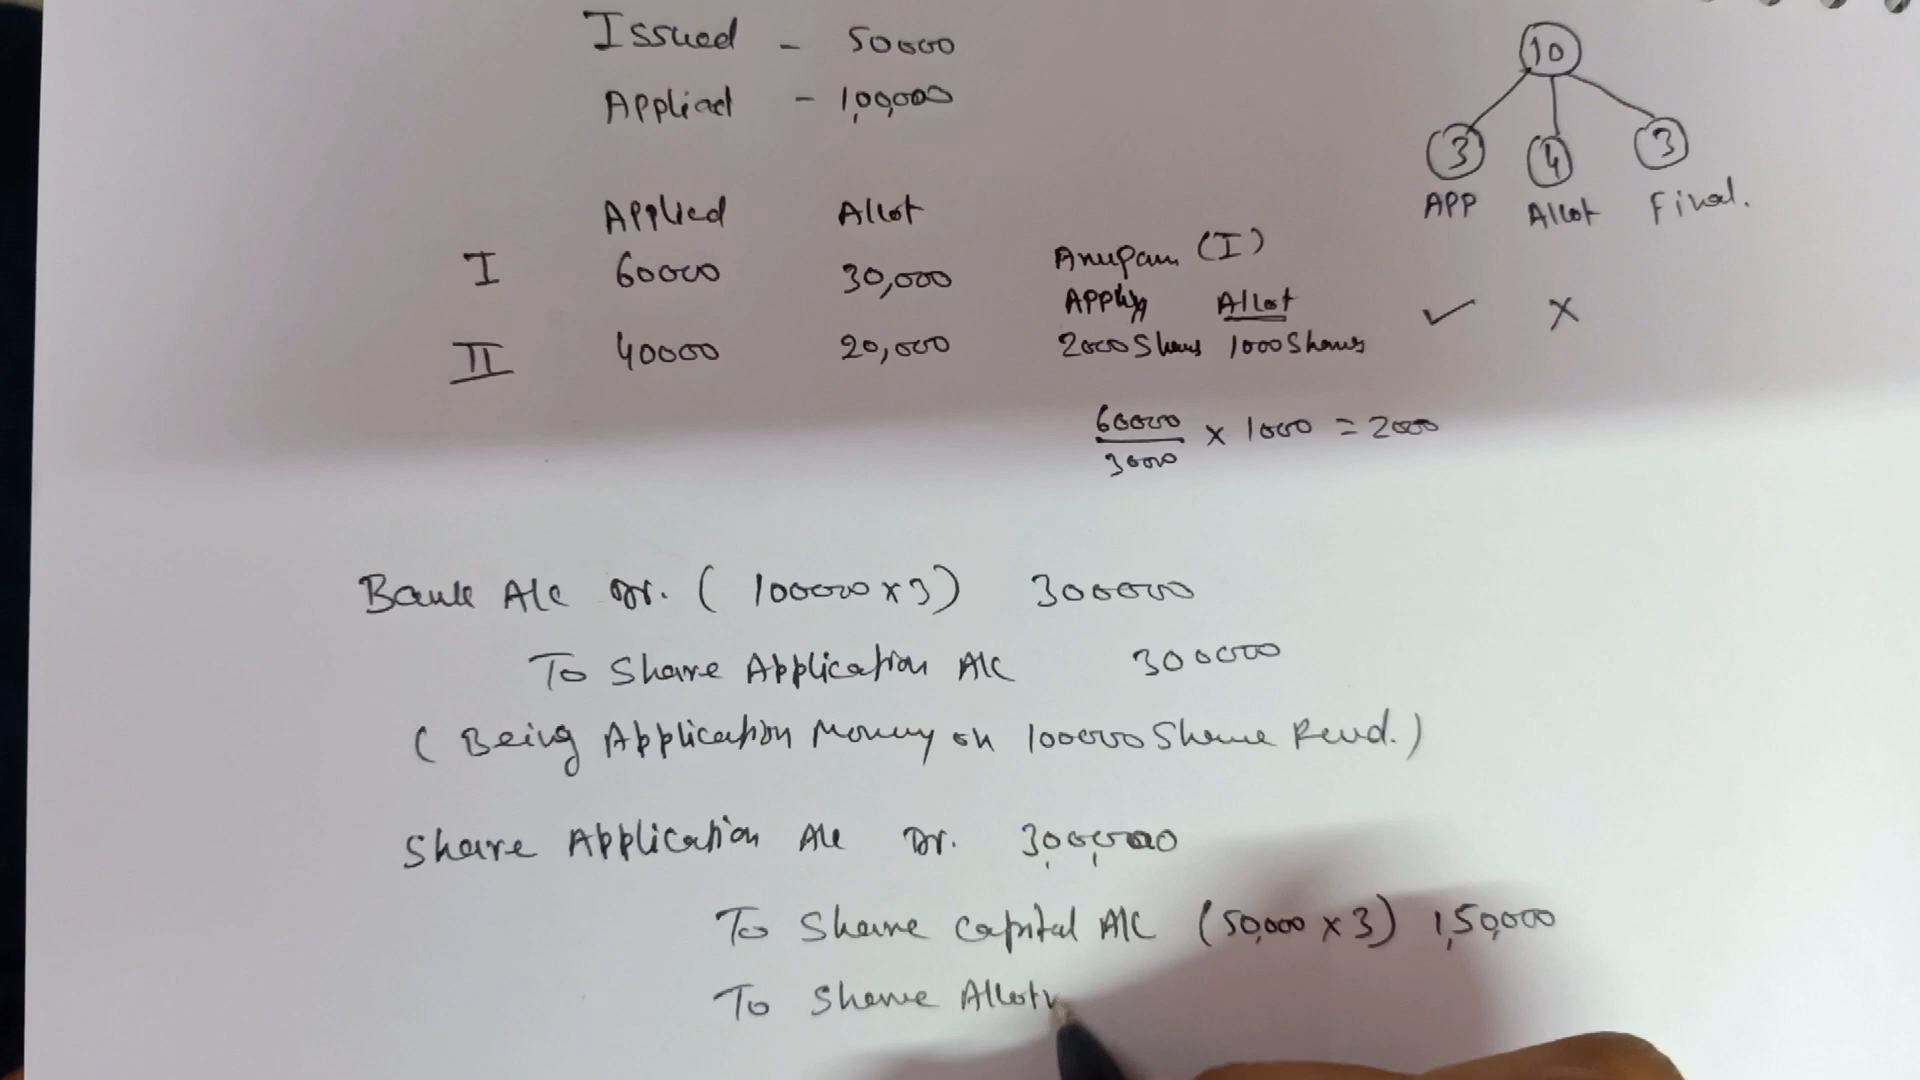 Issued - 50000
Applied - 1,00,000
10
3 4 3
APP Allot Final.
Applied Allot
I 60000 30,000
II 40000 20,000
Anupam (I)
Apply Allot
2000 Shares 1000 Shares ✓ X
60000
30000
× 1000 = 2000
Bank A/c Dr. (100000×3) 300000
To Share Application A/c 300000
(Being Application Money on 100000 Share Recd.)
Share Application A/c Dr. 3,00,000
To Share Capital A/c (50,000 × 3) 1,50,000
To Share Allot